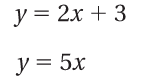 y = 2x + 3
y = 5x